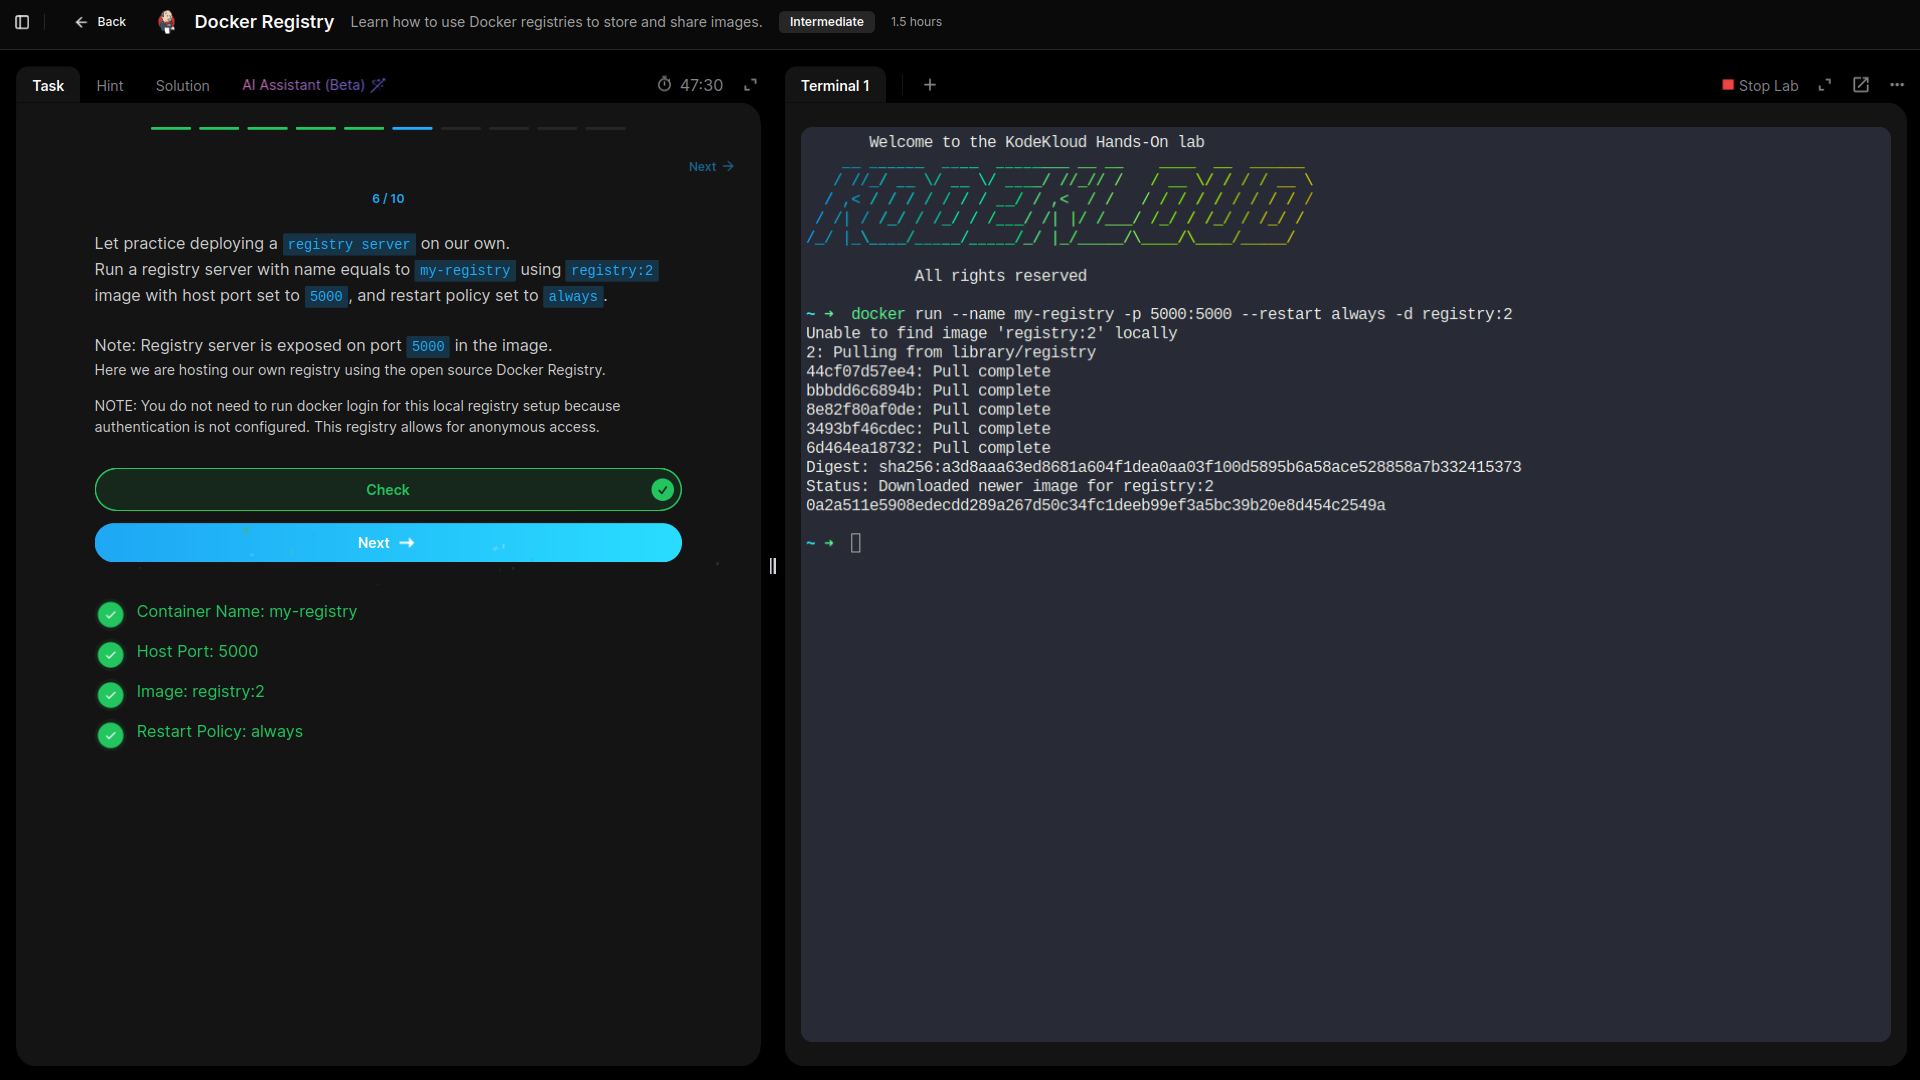 Back
Docker Registry
Learn how to use Docker registries to store and share images.
Intermediate
1.5 hours
Task
Hint
Solution
AI Assistant (Beta)
47:30
Next →
6 / 10
Let practice deploying a registry server on our own.
Run a registry server with name equals to my-registry using registry:2
image with host port set to 5000, and restart policy set to always.
Note: Registry server is exposed on port 5000 in the image.
Here we are hosting our own registry using the open source Docker Registry.
NOTE: You do not need to run docker login for this local registry setup because
authentication is not configured. This registry allows for anonymous access.
Check
Next →
Container Name: my-registry
Host Port: 5000
Image: registry:2
Restart Policy: always
Terminal 1
Stop Lab
Welcome to the KodeKloud Hands-On lab
KODEKLOUD
All rights reserved
~ ➜ docker run --name my-registry -p 5000:5000 --restart always -d registry:2
Unable to find image 'registry:2' locally
2: Pulling from library/registry
44cf07d57ee4: Pull complete
bbbdd6c6894b: Pull complete
8e82f80af0de: Pull complete
3493bf46cdec: Pull complete
6d464ea18732: Pull complete
Digest: sha256:a3d8aaa63ed8681a604f1dea0aa03f100d5895b6a58ace528858a7b332415373
Status: Downloaded newer image for registry:2
0a2a511e5908edecdd289a267d50c34fc1deeb99ef3a5bc39b20e8d454c2549a
~ ➜